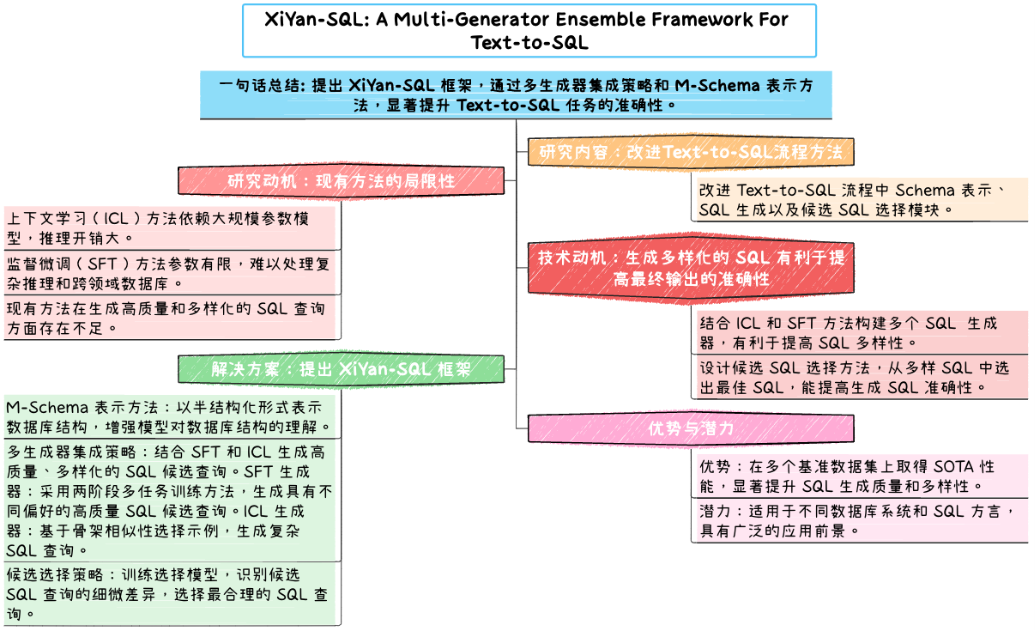 XiYan-SQL: A Multi-Generator Ensemble Framework For
Text-to-SQL
一句话总结: 提出 XiYan-SQL 框架，通过多生成器集成策略和 M-Schema 表示方
法，显著提升 Text-to-SQL 任务的准确性。
研究动机：现有方法的局限性
上下文学习（ICL）方法依赖大规模参数模
型，推理开销大。
监督微调（SFT）方法参数有限，难以处理复
杂推理和跨领域数据库。
现有方法在生成高质量和多样化的 SQL 查询
方面存在不足。
解决方案：提出 XiYan-SQL 框架
M-Schema 表示方法：以半结构化形式表示
数据库结构，增强模型对数据库结构的理解。
多生成器集成策略：结合 SFT 和 ICL 生成高
质量、多样化的 SQL 候选查询。SFT 生成
器：采用两阶段多任务训练方法，生成具有不
同偏好的高质量 SQL 候选查询。ICL 生成
器：基于骨架相似性选择示例，生成复杂
SQL 查询。
候选选择策略：训练选择模型，识别候选
SQL 查询的细微差异，选择最合理的 SQL 查
询。
研究内容：改进Text-to-SQL流程方法
改进 Text-to-SQL 流程中 Schema 表示、
SQL 生成以及候选 SQL 选择模块。
技术动机：生成多样化的 SQL 有利于提
高最终输出的准确性
结合 ICL 和 SFT 方法构建多个 SQL 生成
器，有利于提高 SQL 多样性。
设计候选 SQL 选择方法，从多样 SQL 中选
出最佳 SQL，能提高生成 SQL 准确性。
优势与潜力
优势：在多个基准数据集上取得 SOTA 性
能，显著提升 SQL 生成质量和多样性。
潜力：适用于不同数据库系统和 SQL 方言，
具有广泛的应用前景。